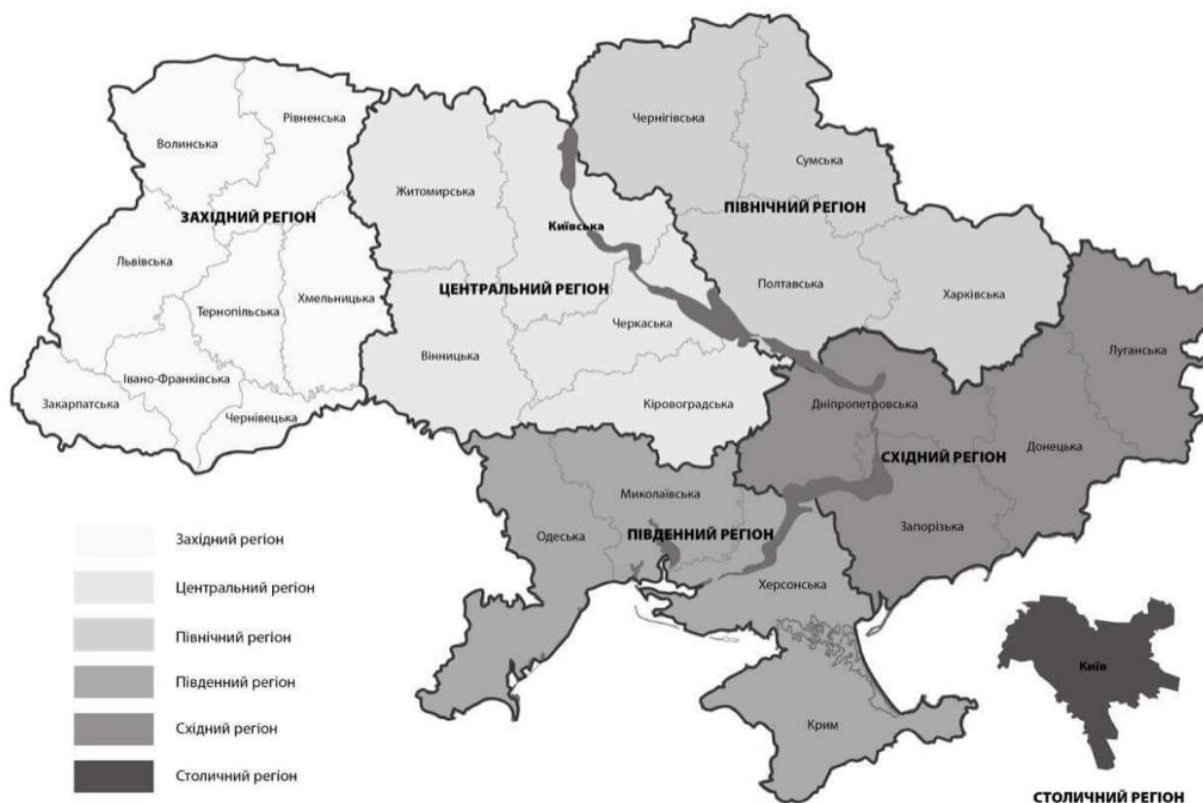 Чернігівська
Рівненська
Волинська
Сумська
Житомирська
ЗАХІДНИЙ РЕГІОН
ПІВНІЧНИЙ РЕГІОН
Київська
Львівська
Полтавська
Харківська
ЦЕНТРАЛЬНИЙ РЕГІОН
Хмельницька
Тернопільська
Черкаська
Вінницька
Луганська
Івано-Франківська
Закарпатська
Чернівецька
Кіровоградська
Дніпропетровська
Донецька
СХІДНИЙ РЕГІОН
Миколаївська
Запорізька
Одеська
ПІВДЕННИЙ РЕГІОН
Херсонська
Крим
Західний регіон
Центральний регіон
Північний регіон
Південний регіон
Східний регіон
Столичний регіон
Київ
СТОЛИЧНИЙ РЕГІОН